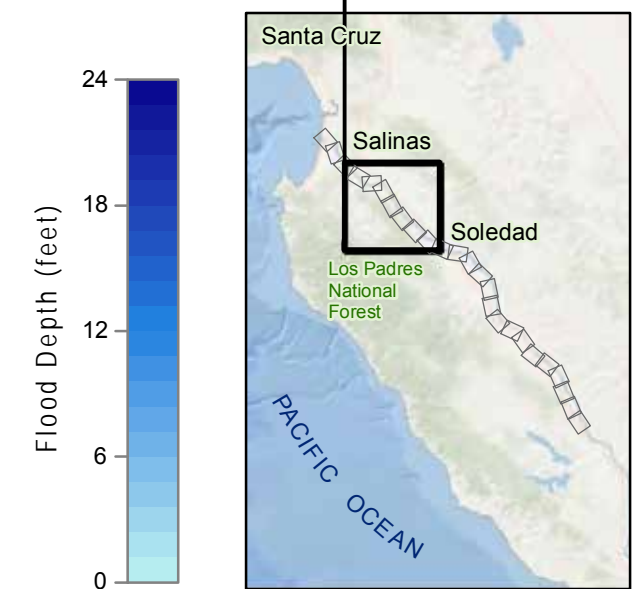 Flood Depth (feet)
24
18
12
6
0
Santa Cruz
Salinas
Soledad
Los Padres
National
Forest
PACIFIC OCEAN